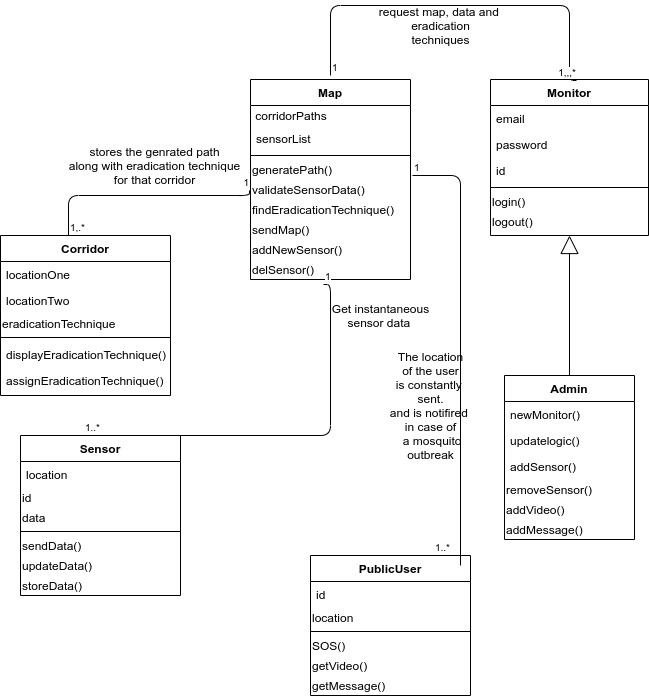 request map, data and
eradication
techniques
1
1,,,*
Map
corridorPaths
sensorList
generatePath()
validateSensorData()
findEradicationTechnique()
sendMap()
addNewSensor()
delSensor()
Monitor
email
password
id
login()
logout()
stores the genrated path
along with eradication technique
for that corridor
1
1
1,.*
Corridor
locationOne
locationTwo
eradicationTechnique
displayEradicationTechnique()
assignEradicationTechnique()
1
Get instantaneous
sensor data
The location
of the user
is constantly
sent.
and is notifired
in case of
a mosquito
outbreak
Admin
newMonitor()
updatelogic()
addSensor()
removeSensor()
addVideo()
addMessage()
1..*
Sensor
location
id
data
sendData()
updateData()
storeData()
1..*
PublicUser
id
location
SOS()
getVideo()
getMessage()